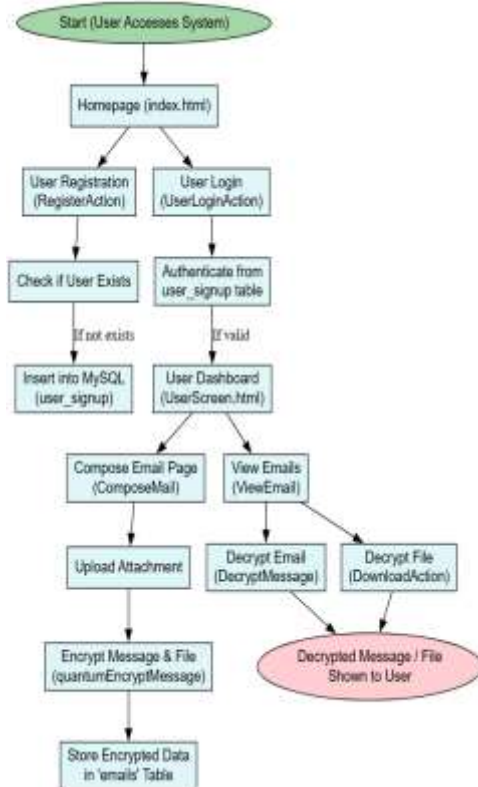 Start (User Accesses System)
Homepage (index.html)
User Registration
(RegisterAction)
User Login
(UserLoginAction)
Check if User Exists
Authenticate from
user_signup table
If not exists
If valid
Insert into MySQL
(user_signup)
User Dashboard
(UserScreen.html)
Compose Email Page
(ComposeMail)
View Emails
(ViewEmail)
Upload Attachment
Decrypt Email
(DecryptMessage)
Decrypt File
(DownloadAction)
Encrypt Message & File
(quantumEncryptMessage)
Decrypted Message / File
Shown to User
Store Encrypted Data
in 'emails' Table